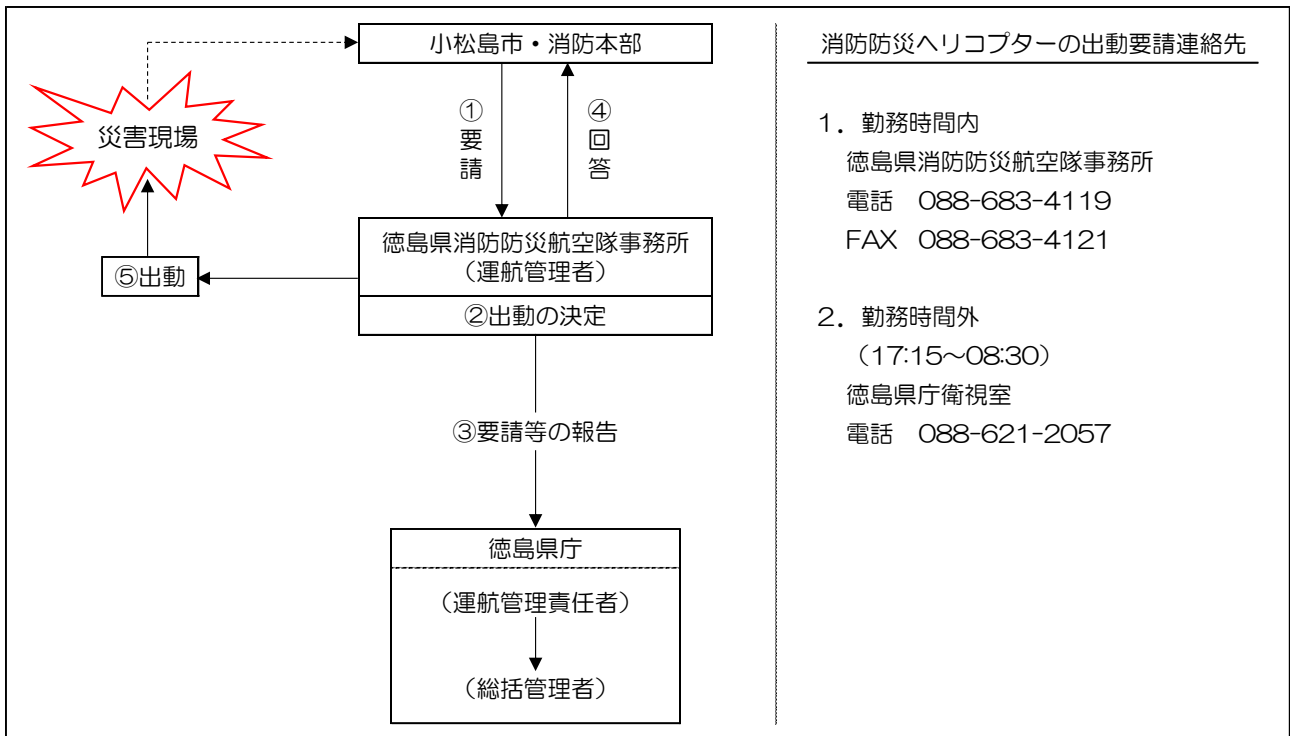 小松島市・消防本部
①要請
④回答
災害現場
徳島県消防防災航空隊事務所
(運航管理者)
⑤出動
②出動の決定
③要請等の報告
徳島県庁
(運航管理責任者)
(総括管理者)
消防防災ヘリコプターの出動要請連絡先
1．勤務時間内
徳島県消防防災航空隊事務所
電話　088-683-4119
FAX　088-683-4121
2．勤務時間外
(17:15～08:30)
徳島県庁衛視室
電話　088-621-2057